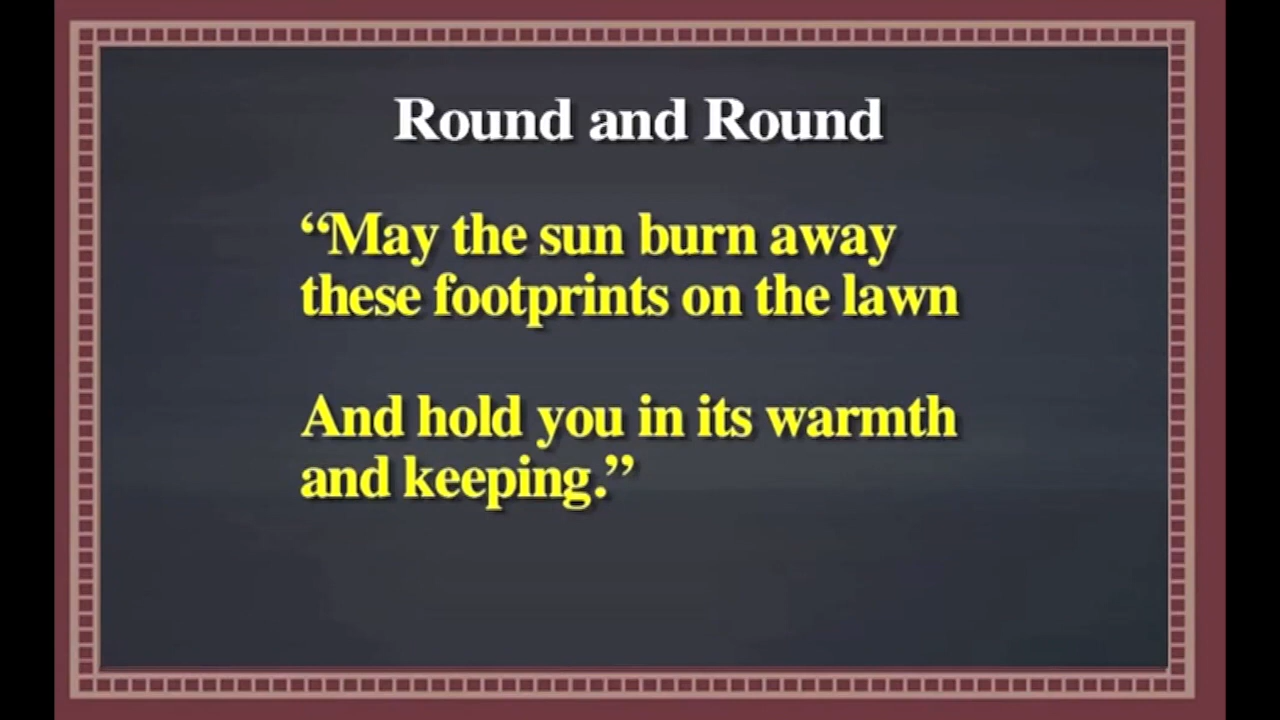 Round and Round
“May the sun burn away
these footprints on the lawn
And hold you in its warmth
and keeping.”